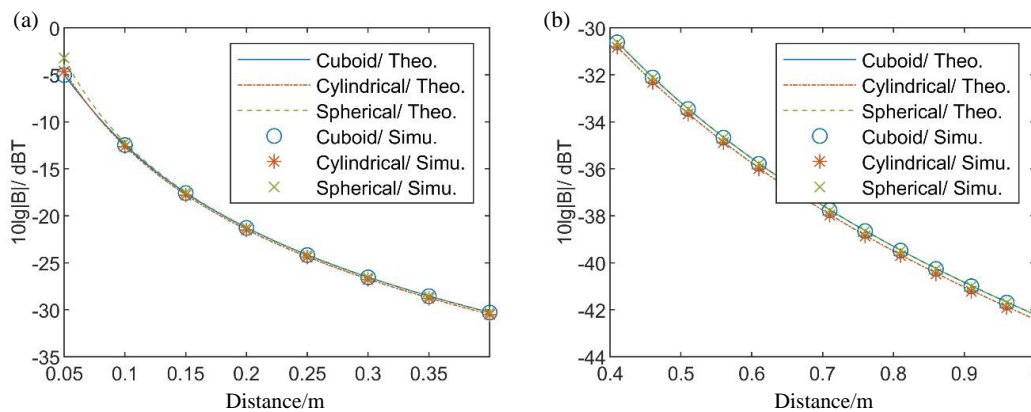 (a)
0
-5
-10
-15
-20
-25
-30
-35
10lg|B|/ dBT
0.05 0.1 0.15 0.2 0.25 0.3 0.35
Distance/m
Cuboid/ Theo.
Cylindrical/ Theo.
Spherical/ Theo.
Cuboid/ Simu.
Cylindrical/ Simu.
Spherical/ Simu.
(b)
-30
-32
-34
-36
-38
-40
-42
-44
10lg|B|/ dBT
0.4 0.5 0.6 0.7 0.8 0.9
Distance/m
Cuboid/ Theo.
Cylindrical/ Theo.
Spherical/ Theo.
Cuboid/ Simu.
Cylindrical/ Simu.
Spherical/ Simu.